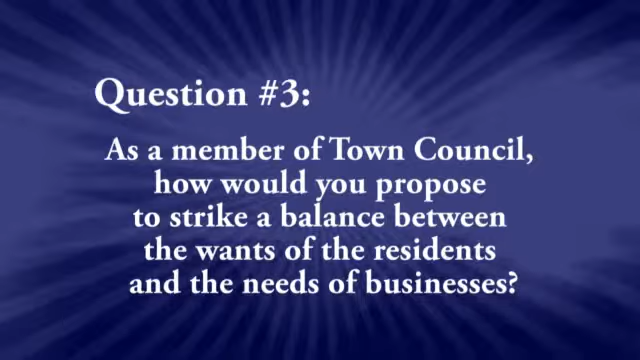 Question #3:
As a member of Town Council,
how would you propose
to strike a balance between
the wants of the residents
and the needs of businesses?